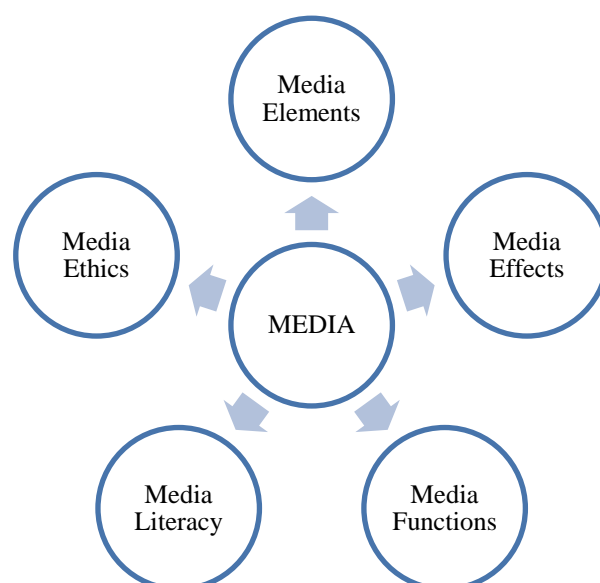 Media
Elements
Media
Ethics
Media
Effects
MEDIA
Media
Literacy
Media
Functions